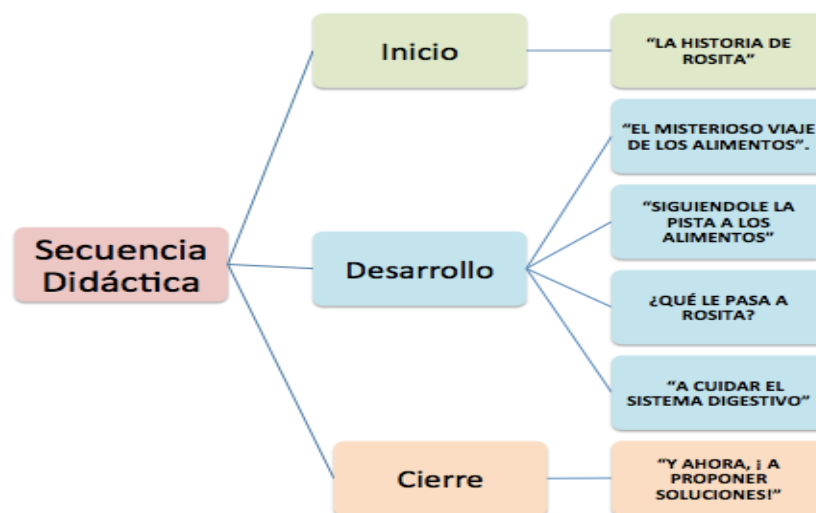 Secuencia
Didáctica
Inicio
“LA HISTORIA DE
ROSITA”
Desarrollo
“EL MISTERIOSO VIAJE
DE LOS ALIMENTOS”.
“SIGUIENDOLE LA
PISTA A LOS
ALIMENTOS”
¿QUÉ LE PASA A
ROSITA?
“A CUIDAR EL
SISTEMA DIGESTIVO”
Cierre
“Y AHORA, ¡ A
PROPONER
SOLUCIONES!”